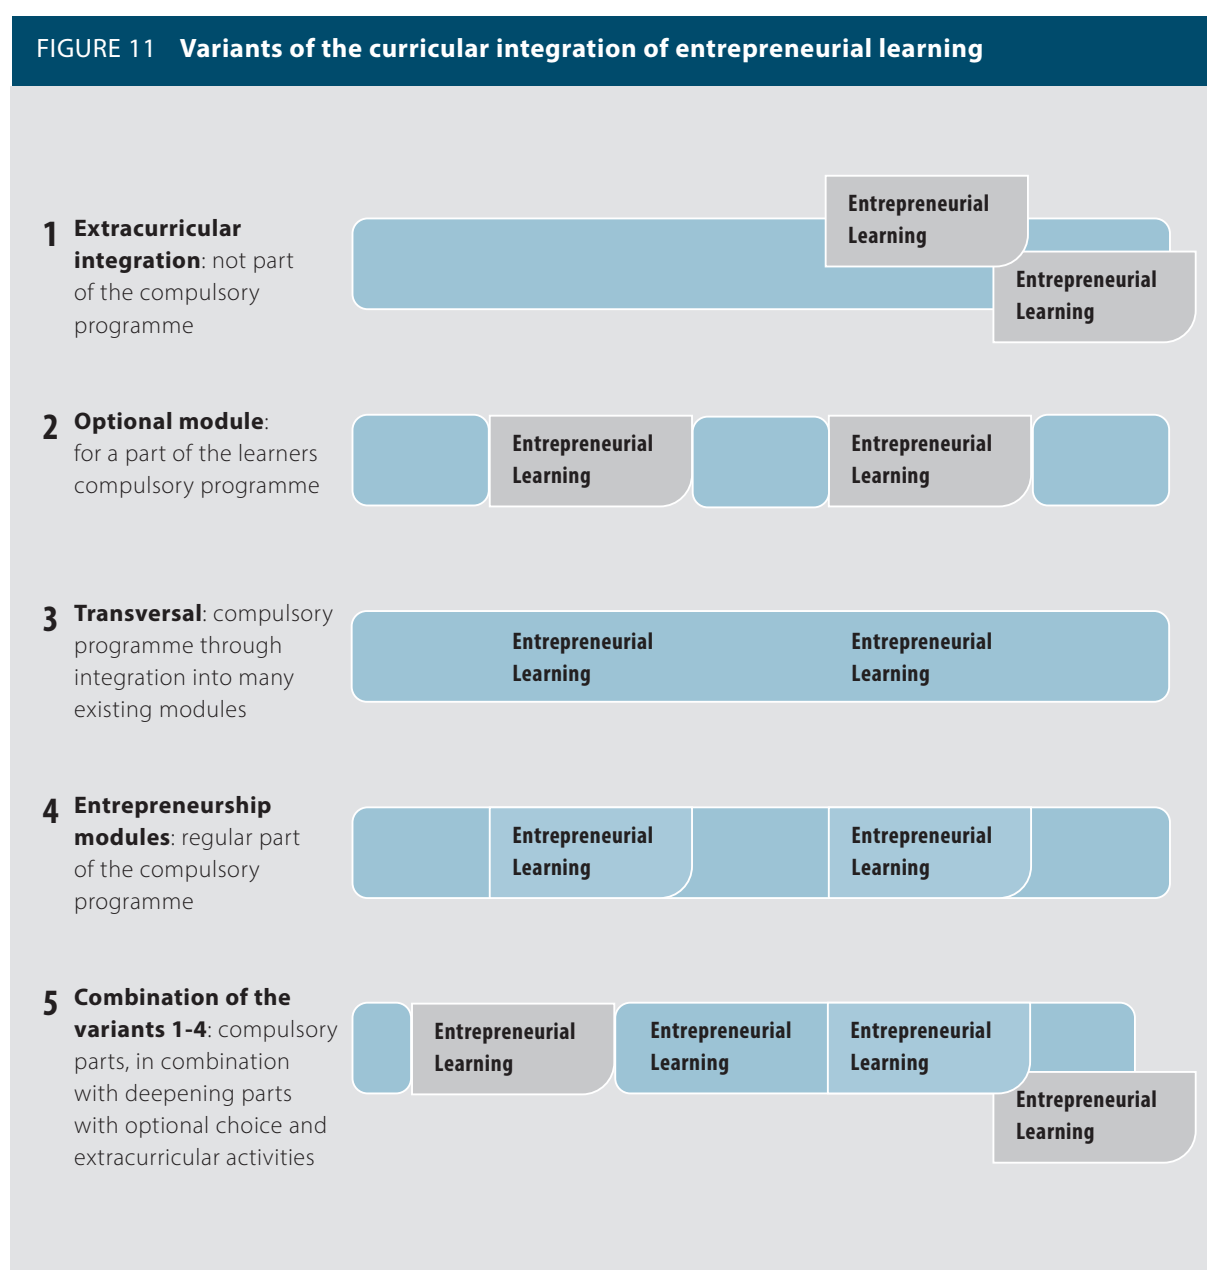 FIGURE 11 Variants of the curricular integration of entrepreneurial learning
1 Extracurricular
integration: not part
of the compulsory
programme
Entrepreneurial
Learning
Entrepreneurial
Learning
2 Optional module:
for a part of the learners
compulsory programme
Entrepreneurial
Learning
Entrepreneurial
Learning
3 Transversal: compulsory
programme through
integration into many
existing modules
Entrepreneurial
Learning
Entrepreneurial
Learning
4 Entrepreneurship
modules: regular part
of the compulsory
programme
Entrepreneurial
Learning
Entrepreneurial
Learning
5 Combination of the
variants 1-4: compulsory
parts, in combination
with deepening parts
with optional choice and
extracurricular activities
Entrepreneurial
Learning
Entrepreneurial
Learning
Entrepreneurial
Learning
Entrepreneurial
Learning